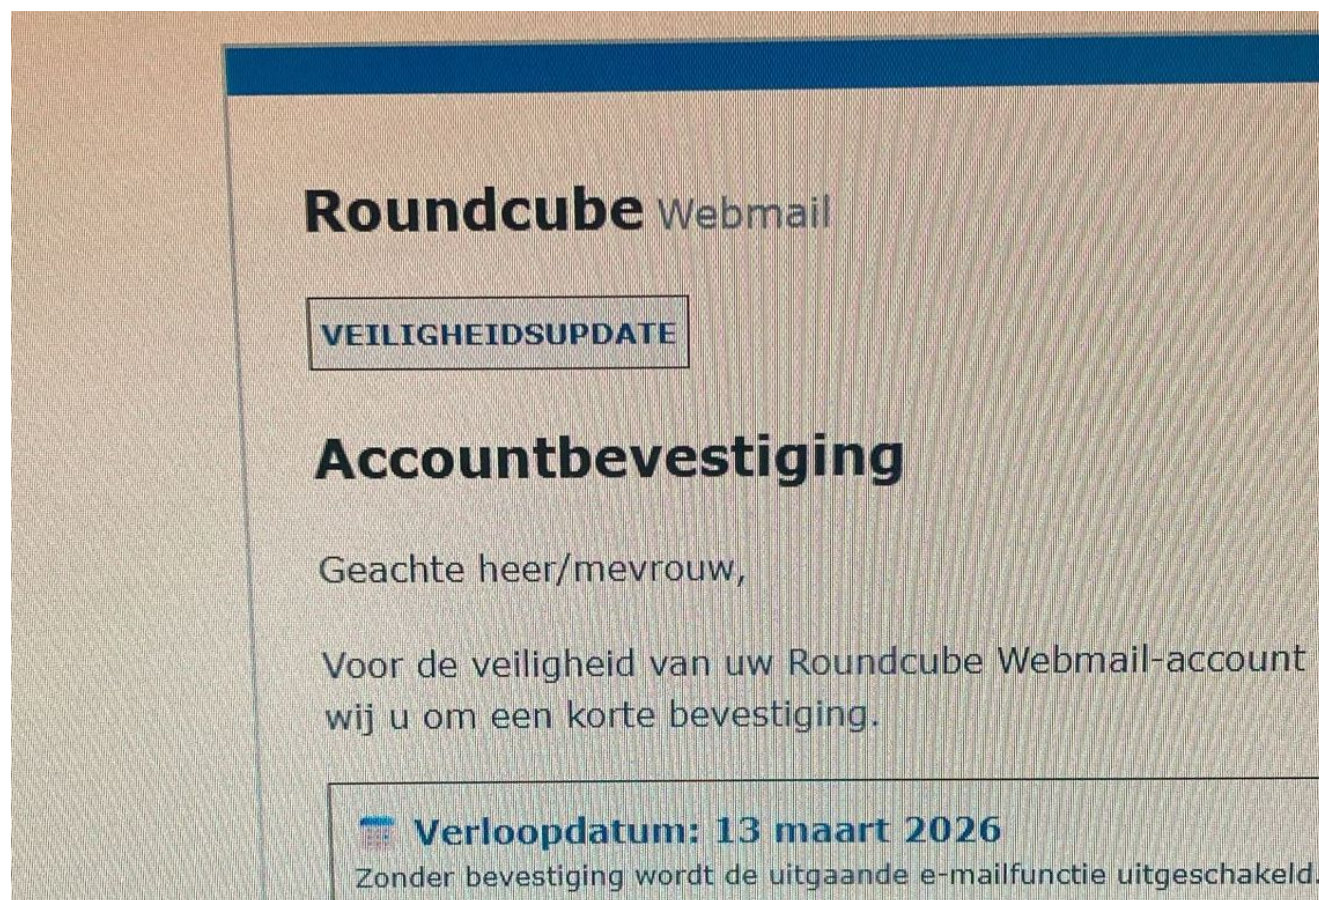 Roundcube Webmail
VEILIGHEIDSUPDATE
Accountbevestiging
Geachte heer/mevrouw,
Voor de veiligheid van uw Roundcube Webmail-account
wij u om een korte bevestiging.
Verloopdatum: 13 maart 2026
Zonder bevestiging wordt de uitgaande e-mailfunctie uitgeschakeld.